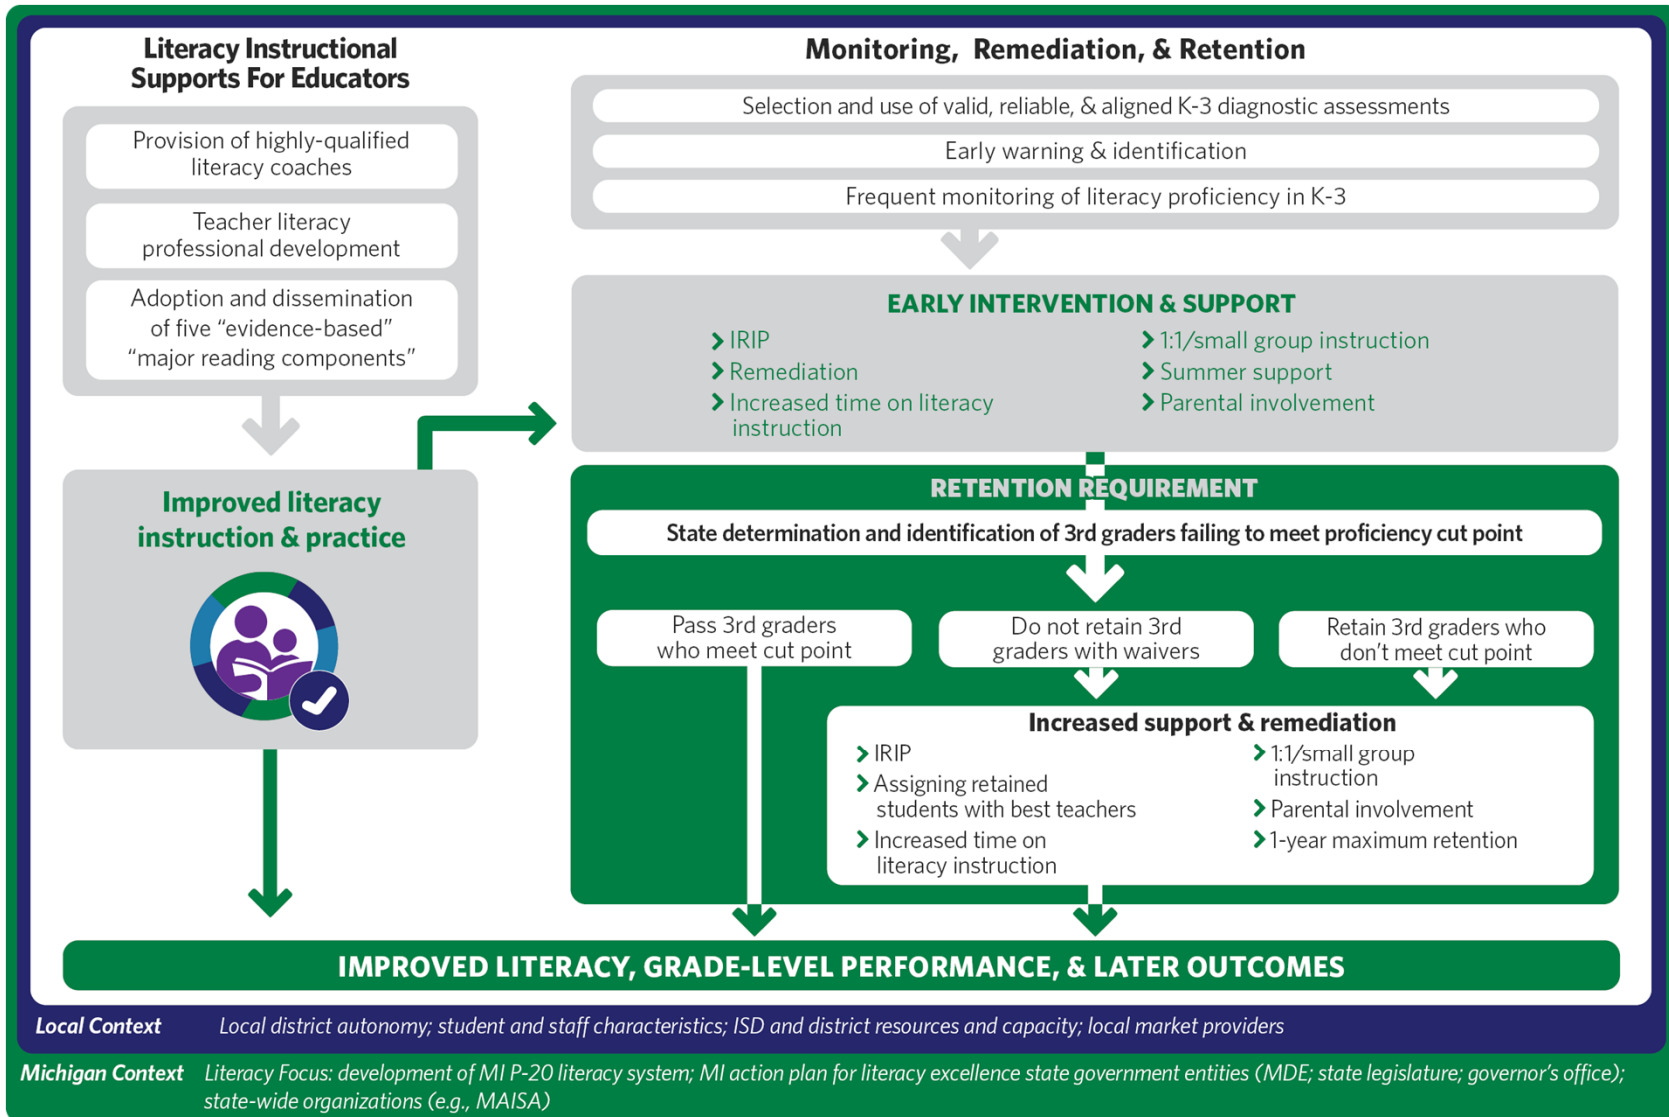 Literacy Instructional
Supports For Educators
Provision of highly-qualified
literacy coaches
Teacher literacy
professional development
Adoption and dissemination
of five “evidence-based”
“major reading components”
Improved literacy
instruction & practice
Monitoring, Remediation, & Retention
Selection and use of valid, reliable, & aligned K-3 diagnostic assessments
Early warning & identification
Frequent monitoring of literacy proficiency in K-3
EARLY INTERVENTION & SUPPORT
IRIP
Remediation
Increased time on literacy
instruction
1:1/small group instruction
Summer support
Parental involvement
RETENTION REQUIREMENT
State determination and identification of 3rd graders failing to meet proficiency cut point
Pass 3rd graders
who meet cut point
Do not retain 3rd
graders with waivers
Retain 3rd graders who
don’t meet cut point
Increased support & remediation
IRIP
Assigning retained
students with best teachers
Increased time on
literacy instruction
1:1/small group
instruction
Parental involvement
1-year maximum retention
IMPROVED LITERACY, GRADE-LEVEL PERFORMANCE, & LATER OUTCOMES
Local Context Local district autonomy; student and staff characteristics; ISD and district resources and capacity; local market providers
Michigan Context Literacy Focus: development of MI P-20 literacy system; MI action plan for literacy excellence state government entities (MDE; state legislature; governor’s office);
state-wide organizations (e.g., MAISA)